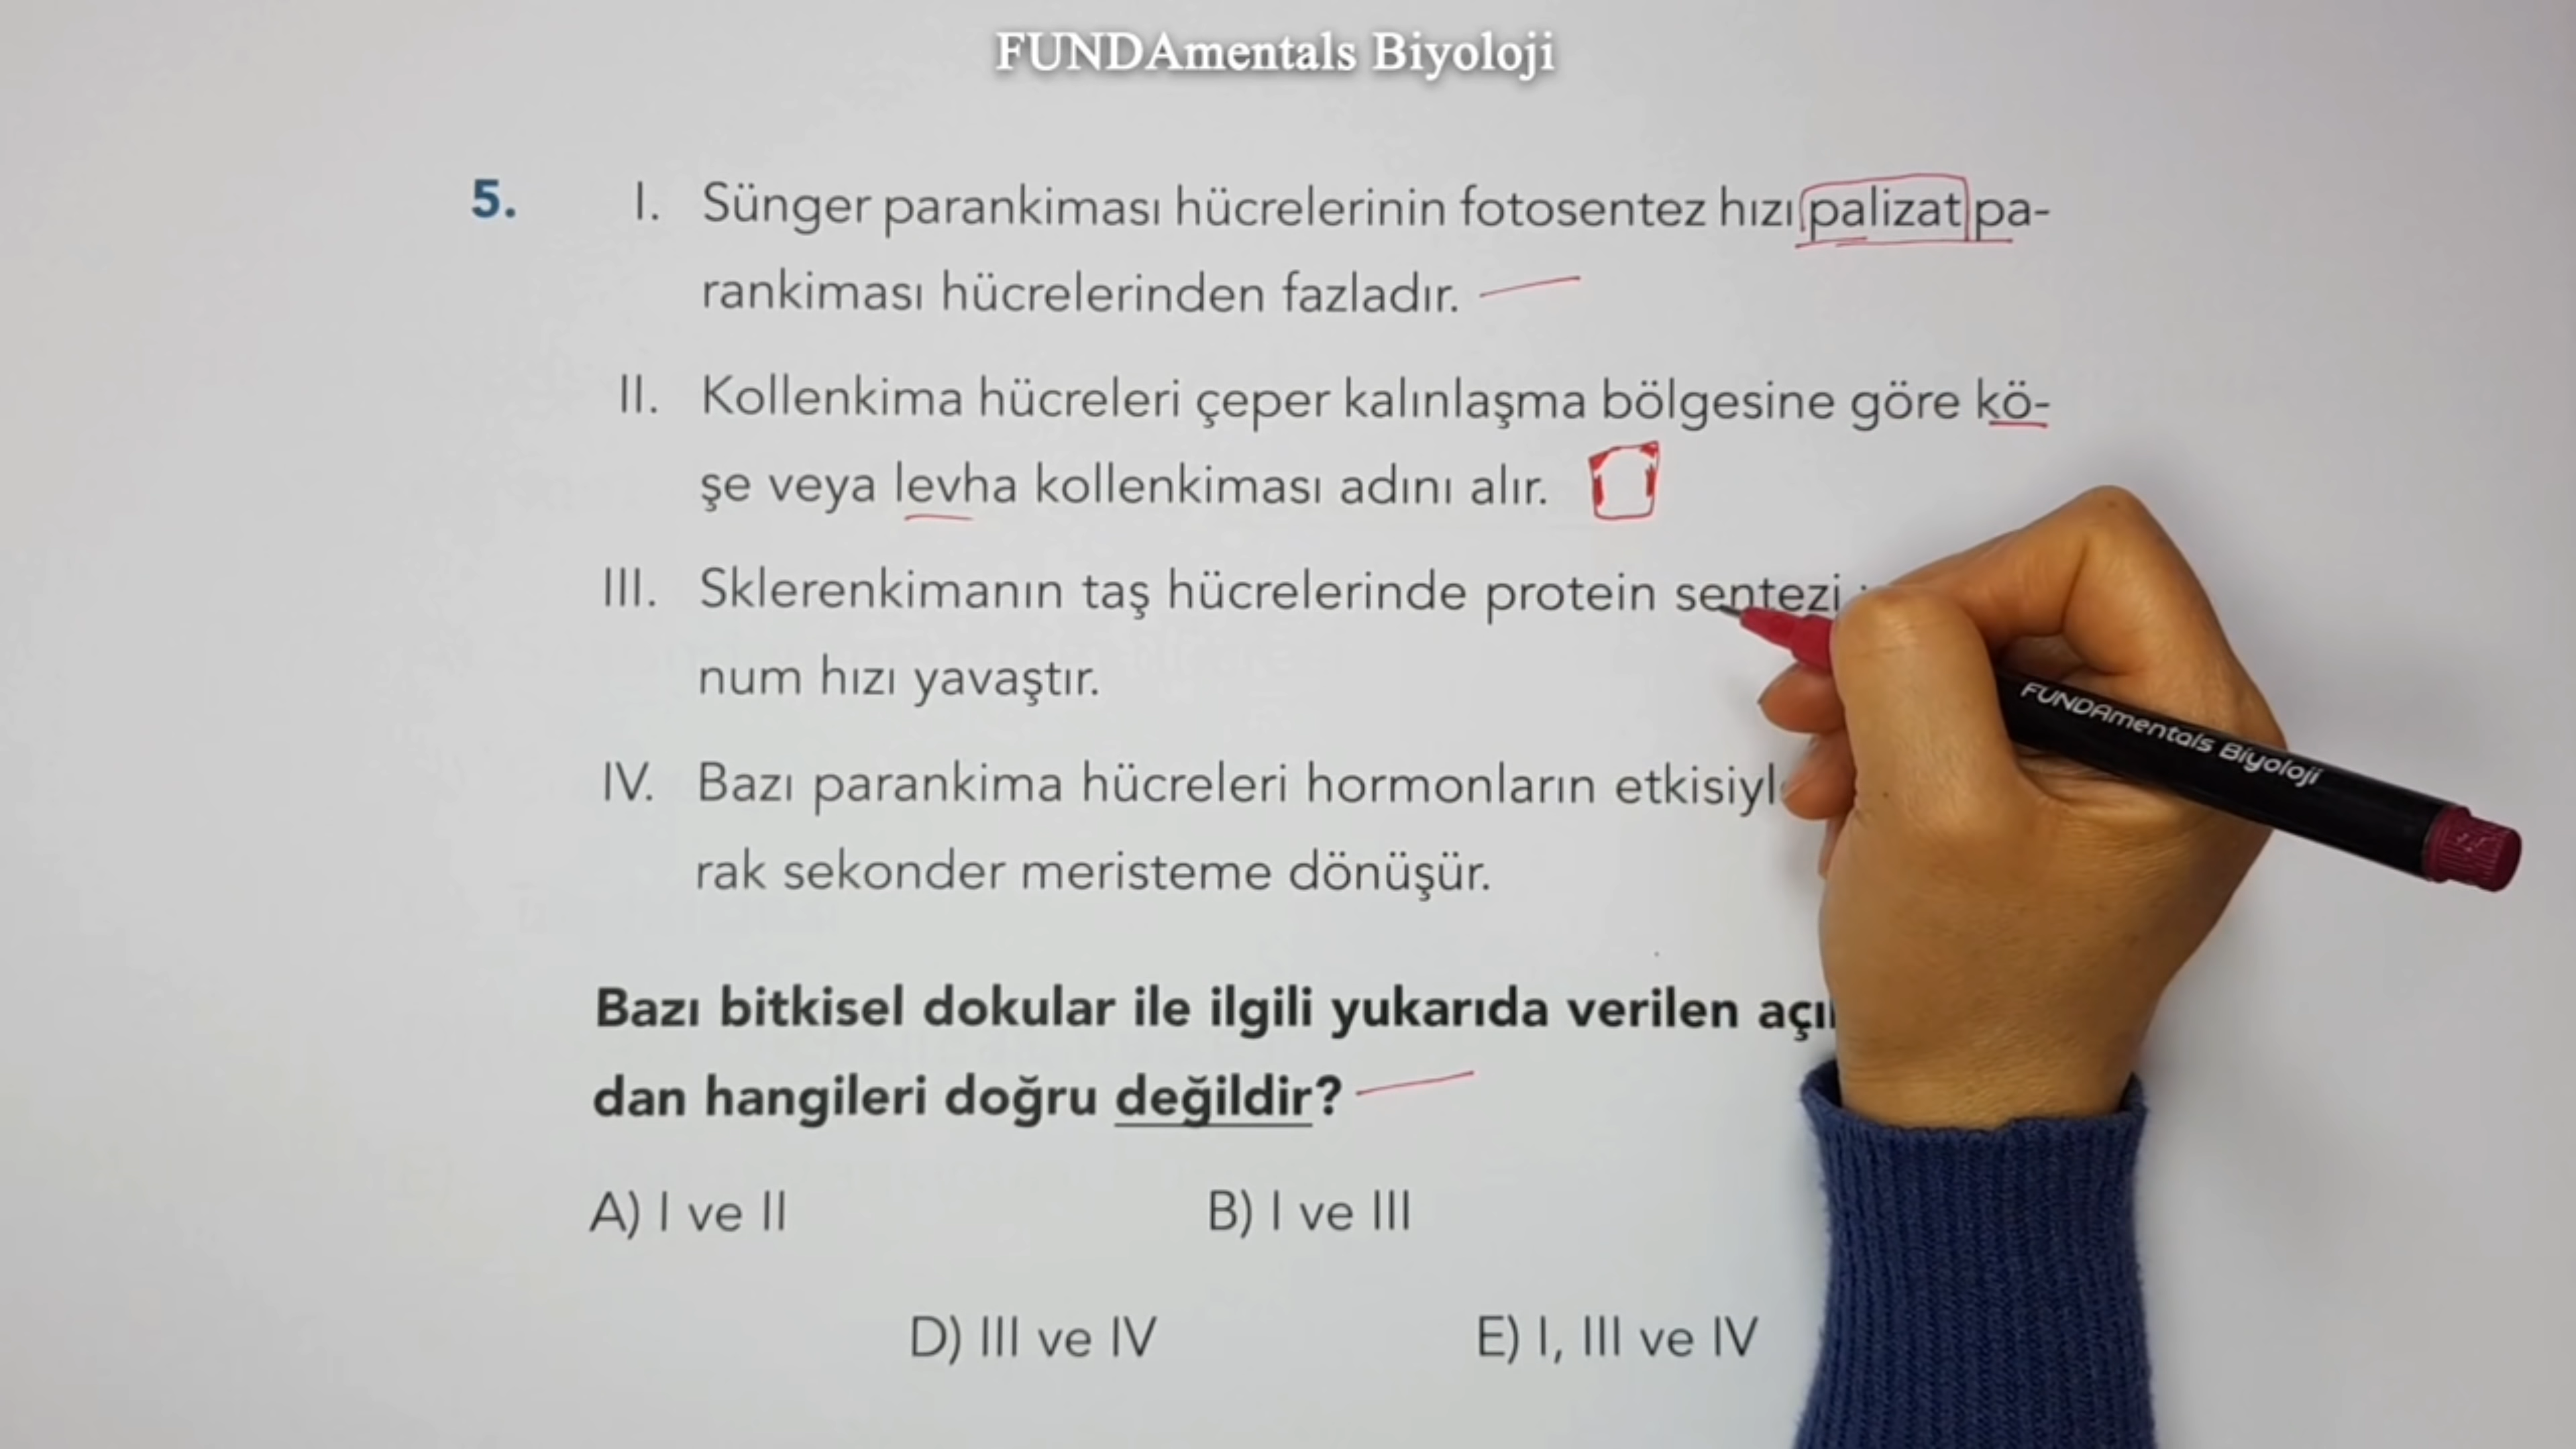 FUNDAmentals Biyoloji
5. I. Sünger parankiması hücrelerinin fotosentez hızı palizat pa-
rankiması hücrelerinden fazladır.
II. Kollenkima hücreleri çeper kalınlaşma bölgesine göre kö-
şe veya levha kollenkiması adını alır.
III. Sklerenkimanın taş hücrelerinde protein sentezi
num hızı yavaştır.
IV. Bazı parankima hücreleri hormonların
rak sekonder meristeme dönüşür.
Bazı bitkisel dokular ile ilgili yukarıda verilen
dan hangileri doğru değildir?
A) I ve II B) I ve III
D) III ve IV E) I, III ve IV
FUNDAmentals Biyoloji